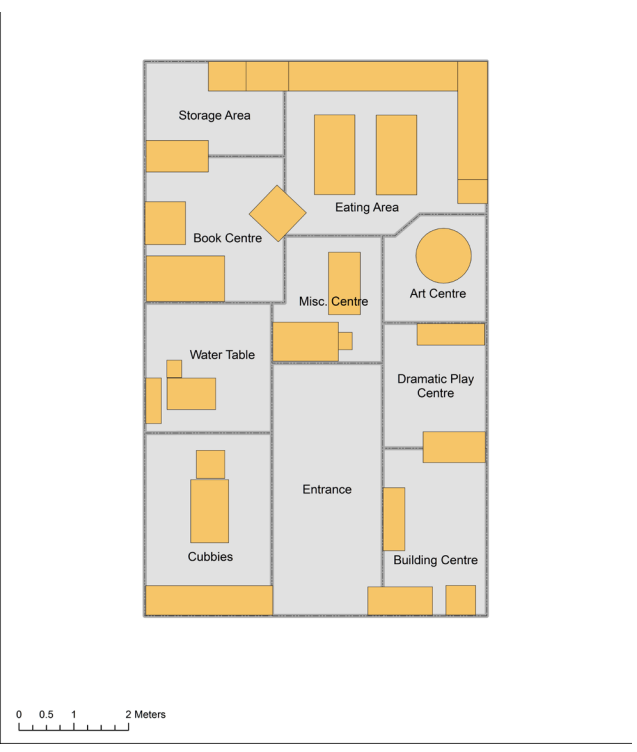 Storage Area
Eating Area
Book Centre
Art Centre
Misc. Centre
Water Table
Dramatic Play
Centre
Entrance
Cubbies
Building Centre
0 0.5 1 2 Meters